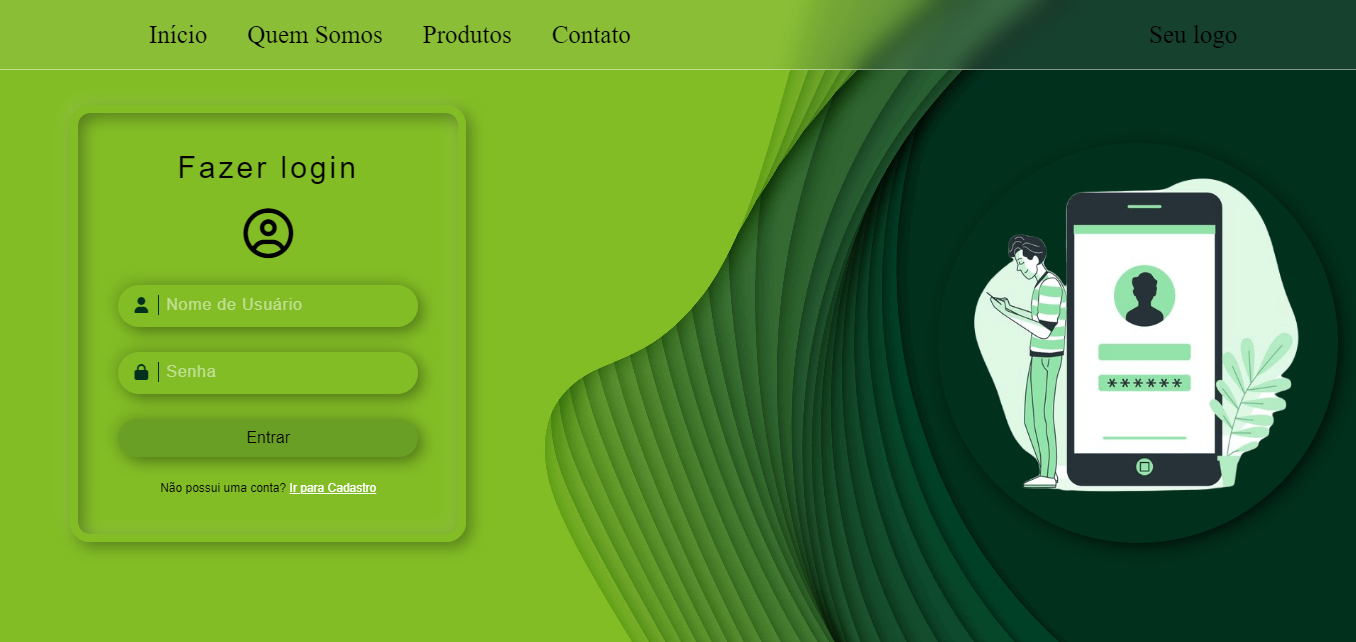 Início Quem Somos Produtos Contato Seu logo
Fazer login
Nome de Usuário
Senha
Entrar
Não possui uma conta? Ir para Cadastro
******